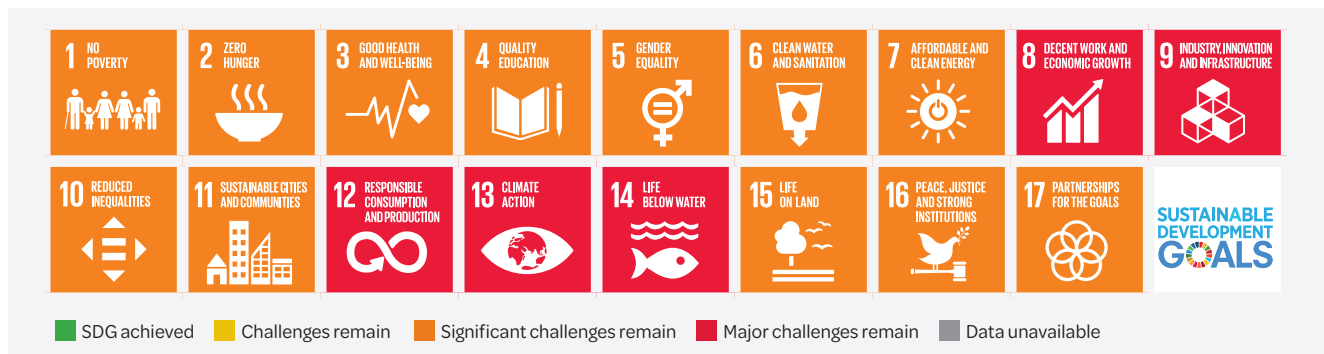 1 NO
POVERTY
2 ZERO
HUNGER
3 GOOD HEALTH
AND WELL-BEING
4 QUALITY
EDUCATION
5 GENDER
EQUALITY
6 CLEAN WATER
AND SANITATION
7 AFFORDABLE AND
CLEAN ENERGY
8 DECENT WORK AND
ECONOMIC GROWTH
9 INDUSTRY, INNOVATION
AND INFRASTRUCTURE
10 REDUCED
INEQUALITIES
11 SUSTAINABLE CITIES
AND COMMUNITIES
12 RESPONSIBLE
CONSUMPTION
AND PRODUCTION
13 CLIMATE
ACTION
14 LIFE
BELOW WATER
15 LIFE
ON LAND
16 PEACE, JUSTICE
AND STRONG
INSTITUTIONS
17 PARTNERSHIPS
FOR THE GOALS
SUSTAINABLE
DEVELOPMENT
GOALS
SDG achieved
Challenges remain
Significant challenges remain
Major challenges remain
Data unavailable